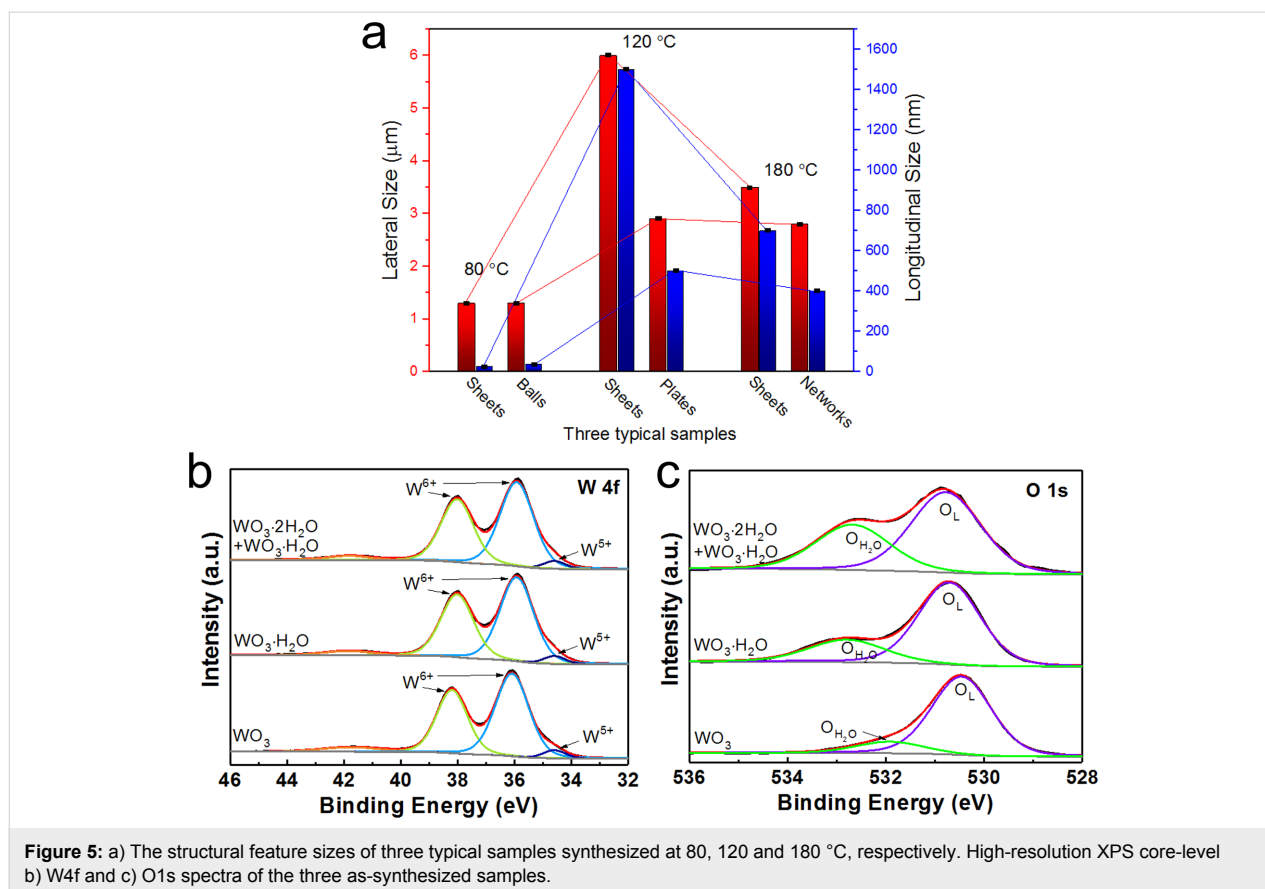 a
120 °C
180 °C
80 °C
Lateral Size (μm)
6
5
4
3
2
1
0
Longitudinal Size (nm)
1600
1400
1200
1000
800
600
400
200
0
Sheets
Balls
Sheets
Plates
Sheets
Networks
Three typical samples
b
W 4f
W6+
W5+
WO3·2H2O
+WO3·H2O
W6+
W5+
WO3·H2O
W6+
W5+
WO3
Intensity (a.u.)
46 44 42 40 38 36 34 32
Binding Energy (eV)
c
O 1s
OL
OH2O
WO3·2H2O
+WO3·H2O
OL
OH2O
WO3·H2O
OL
OH2O
WO3
Intensity (a.u.)
536 534 532 530 528
Binding Energy (eV)
Figure 5: a) The structural feature sizes of three typical samples synthesized at 80, 120 and 180 °C, respectively. High-resolution XPS core-level
b) W4f and c) O1s spectra of the three as-synthesized samples.